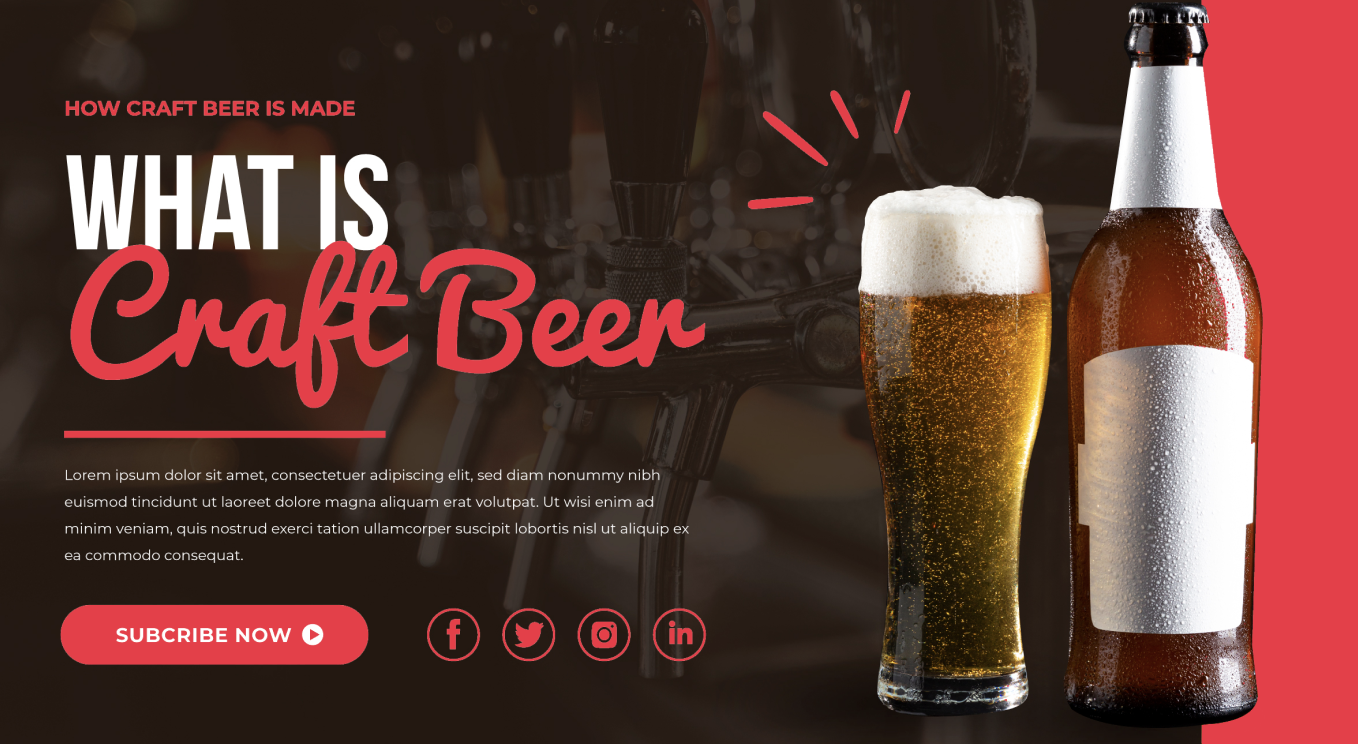 HOW CRAFT BEER IS MADE
WHAT IS
Craft Beer
Lorem ipsum dolor sit amet, consectetuer adipiscing elit, sed diam nonummy nibh
euismod tincidunt ut laoreet dolore magna aliquam erat volutpat. Ut wisi enim ad
minim veniam, quis nostrud exerci tation ullamcorper suscipit lobortis nisl ut aliquip ex
ea commodo consequat.
SUBCRIBE NOW